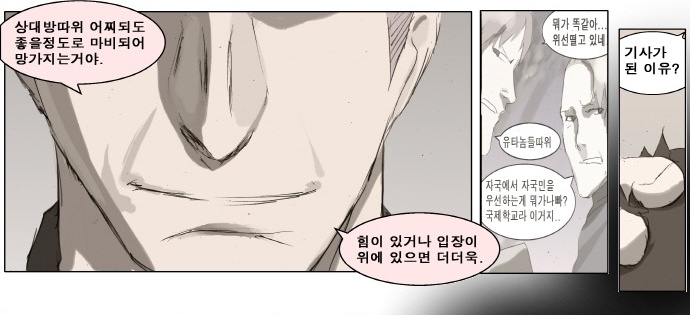 상대방따위 어찌되도
좋을정도로 마비되어
망가지는거야.
힘이 있거나 입장이
위에 있으면 더더욱.
뭐가 똑같아...
위선떨고 있네
유타놈들따위
자국에서 자국민을
우선하는게 뭐가나빠?
국제학교라 이거지...
기사가
된 이유?